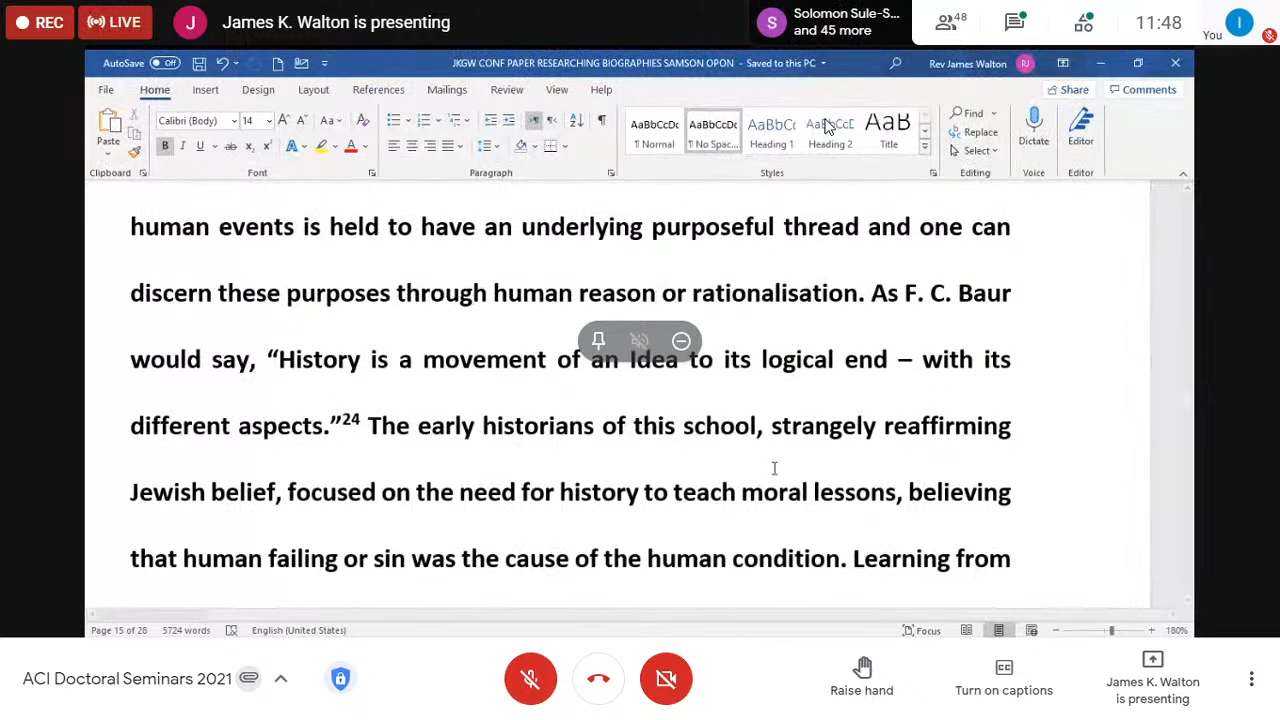 REC
LIVE
J
James K. Walton is presenting
S
Solomon Sule-S...
and 45 more
48
11:48
You
I
AutoSave Off
JKGW CONF PAPER RESEARCHING BIOGRAPHIES SAMSON OPON - Saved to this PC
Rev James Walton RJ
File Home Insert Design Layout References Mailings Review View Help
Share Comments
Paste
Calibri (Body) 14
Aa
B I U ab x₂ x² A A
AaBbCcDc AaBbCcDc AaBbCc AaBbCcE AaB
¶ Normal ¶ No Spac... Heading 1 Heading 2 Title
Find
Replace
Select
Dictate
Editor
Clipboard Font Paragraph Styles Editing Voice Editor
human events is held to have an underlying purposeful thread and one can
discern these purposes through human reason or rationalisation. As F. C. Baur
would say, “History is a movement of an Idea to its logical end – with its
different aspects.”24 The early historians of this school, strangely reaffirming
Jewish belief, focused on the need for history to teach moral lessons, believing
that human failing or sin was the cause of the human condition. Learning from
Page 15 of 28 5724 words English (United States) Focus 180%
ACI Doctoral Seminars 2021
Raise hand
Turn on captions
James K. Walton
is presenting